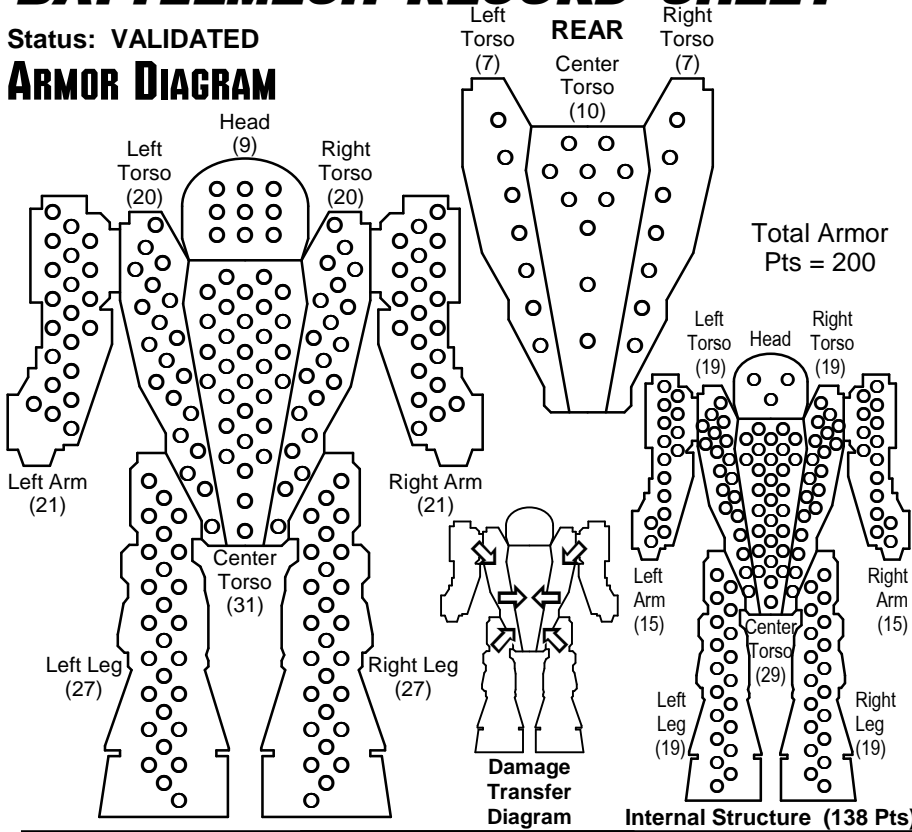 BATTLEMECH RECORD SHEET
Status: VALIDATED
ARMOR DIAGRAM
Head
(9)
Left
Torso
(20)
Right
Torso
(20)
Left Arm
(21)
Right Arm
(21)
Center
Torso
(31)
Left Leg
(27)
Right Leg
(27)
REAR
Left
Torso
(7)
Center
Torso
(10)
Right
Torso
(7)
Total Armor
Pts = 200
Damage
Transfer
Diagram
Left
Torso
(19)
Head
Right
Torso
(19)
Left
Arm
(15)
Right
Arm
(15)
Center
Torso
(29)
Left
Leg
(19)
Right
Leg
(19)
Internal Structure (138 Pts)